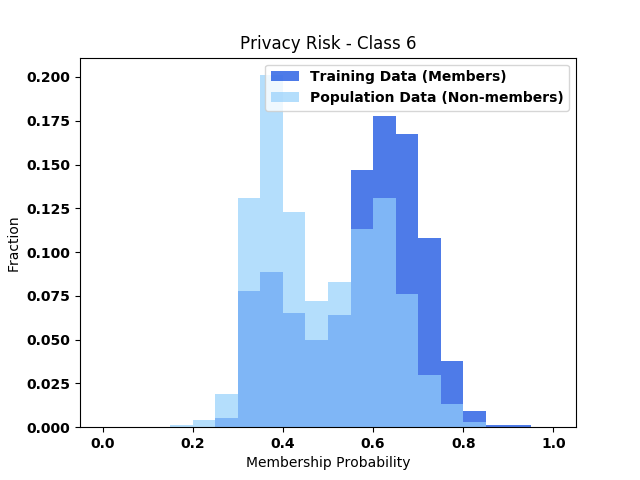 Privacy Risk - Class 6
Training Data (Members)
Population Data (Non-members)
0.200
0.175
0.150
0.125
0.100
0.075
0.050
0.025
0.000
Fraction
0.0 0.2 0.4 0.6 0.8 1.0
Membership Probability